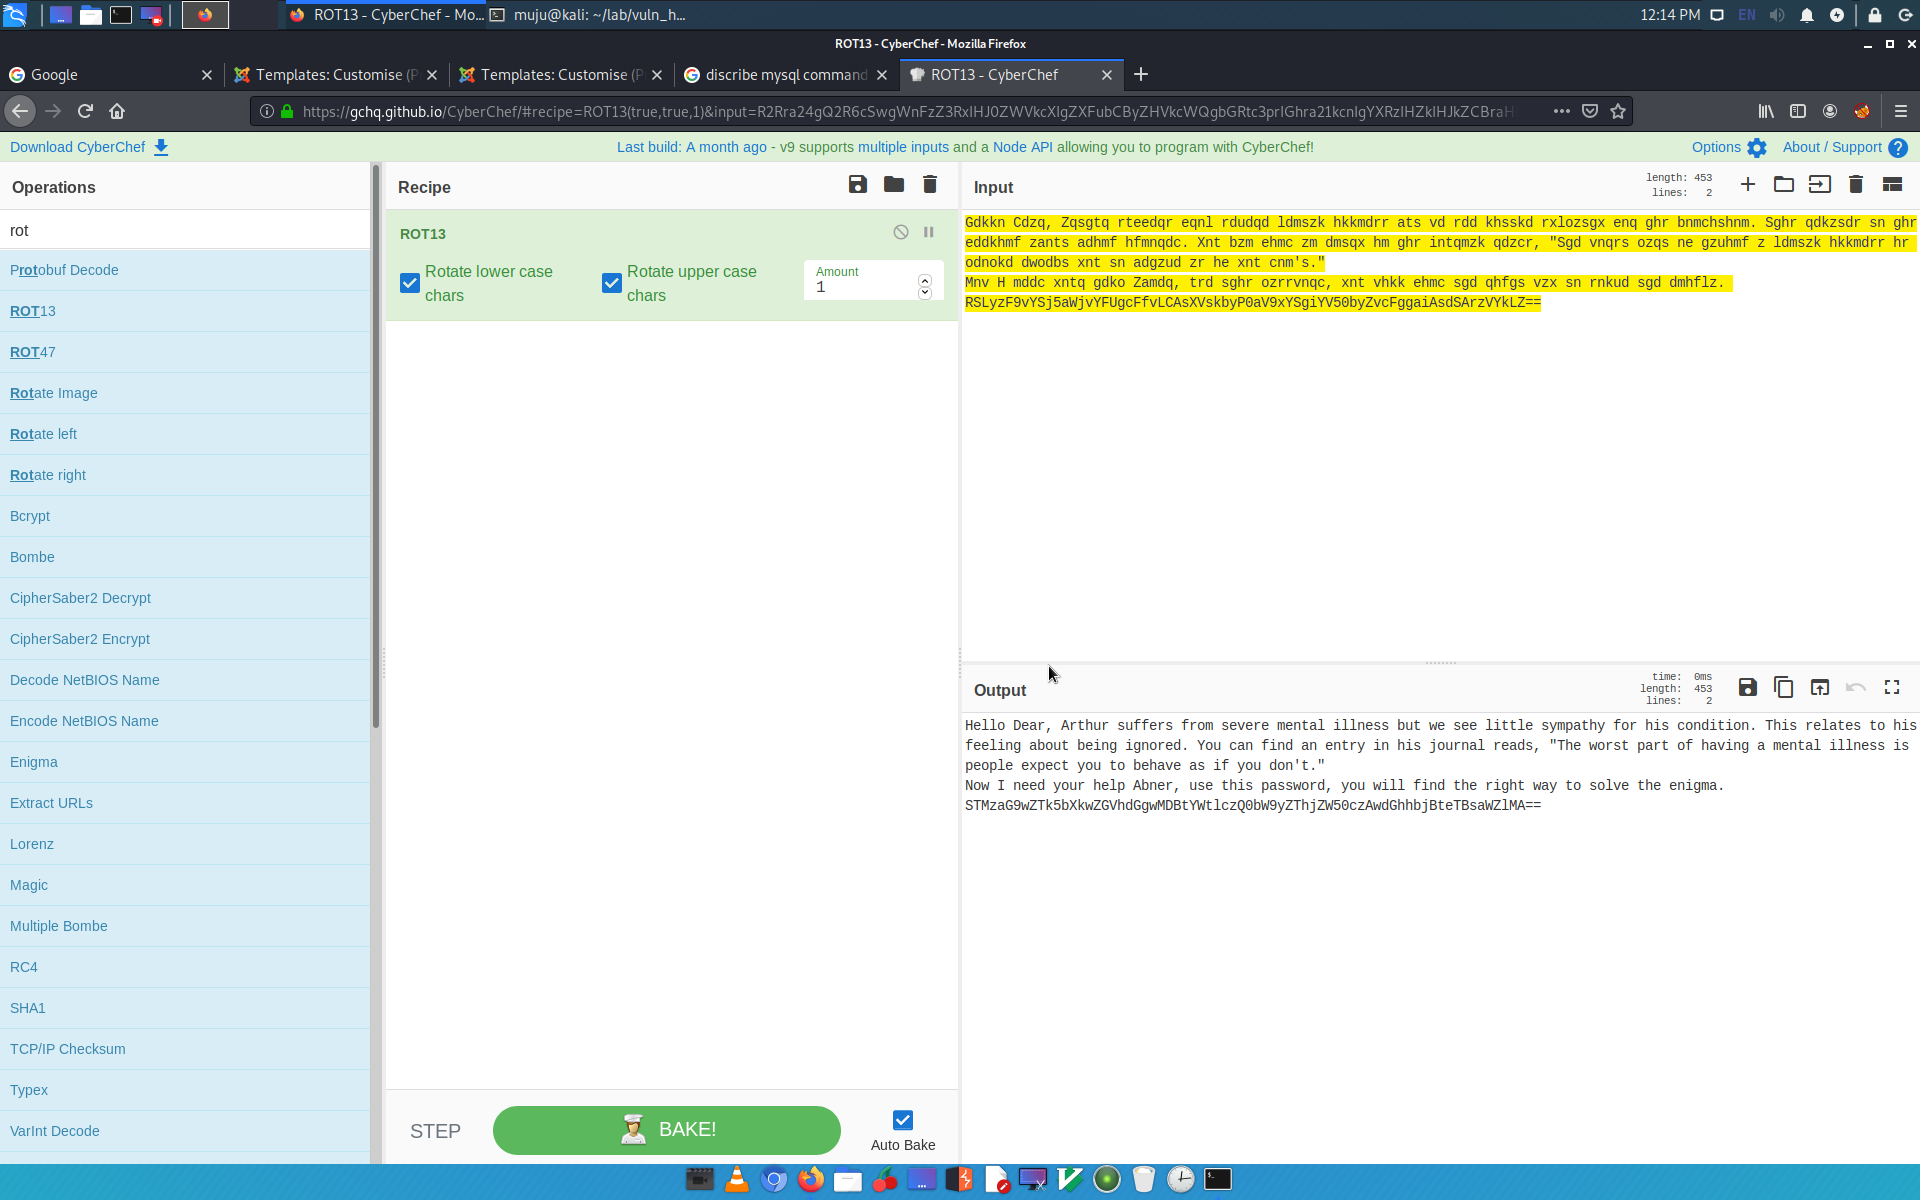 ROT13 - CyberChef - Mo...
muju@kali: ~/lab/vuln_h...
12:14 PM
EN
ROT13 - CyberChef - Mozilla Firefox
Google
Templates: Customise (P
Templates: Customise (P
discribe mysql command
ROT13 - CyberChef
https://gchq.github.io/CyberChef/#recipe=ROT13(true,true,1)&input=R2Rra24gQ2R6cSwgWnFzZ3RxIHJ0ZWVkcXIgZXFubCByZHVkcWQgbGRtc3prIGhra21kcnIgYXRzIHZkIHJkZCBraH
Download CyberChef
Last build: A month ago - v9 supports multiple inputs and a Node API allowing you to program with CyberChef!
Options
About / Support
Operations
rot
Protobuf Decode
ROT13
ROT47
Rotate Image
Rotate left
Rotate right
Bcrypt
Bombe
CipherSaber2 Decrypt
CipherSaber2 Encrypt
Decode NetBIOS Name
Encode NetBIOS Name
Enigma
Extract URLs
Lorenz
Magic
Multiple Bombe
RC4
SHA1
TCP/IP Checksum
Typex
VarInt Decode
Recipe
ROT13
Rotate lower case chars
Rotate upper case chars
Amount
1
STEP
BAKE!
Auto Bake
Input
length: 453
lines: 2
Gdkkn Cdzq, Zqsgtq rteedqr eqnl rdudqd ldmszk hkkmdrr ats vd rdd khsskd rxlozsgx enq ghr bnmchshnm. Sghr qdkzsdr sn ghr
eddkhmf zants adhmf hfmnqdc. Xnt bzm ehmc zm dmsqx hm ghr intqmzk qdzcr, "Sgd vnqrs ozqs ne gzuhmf z ldmszk hkkmdrr hr
odnokd dwodbs xnt sn adgzud zr he xnt cnm's."
Mnv H mddc xntq gdko Zamdq, trd sghr ozrrvnqc, xnt vhkk ehmc sgd qhfgs vzx sn rnkud sgd dmhflz.
RSLyzF9vYSj5aWjvYFUgcFfvLCAsXVskbyP0aV9xYSgiYV50byZvcFggaiAsdSArzVYkLZ==
Output
time: 0ms
length: 453
lines: 2
Hello Dear, Arthur suffers from severe mental illness but we see little sympathy for his condition. This relates to his
feeling about being ignored. You can find an entry in his journal reads, "The worst part of having a mental illness is
people expect you to behave as if you don't."
Now I need your help Abner, use this password, you will find the right way to solve the enigma.
STMzaG9wZTk5bXkwZGVhdGgwMDBtYWtlczQ0bW9yZThjZW50czAwdGhhbjBteTBsaWZlMA==